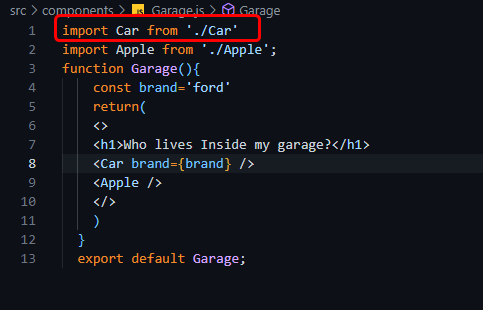 src > components > JS Garage.js > Garage
1 import Car from './Car'
2 import Apple from './Apple';
3 function Garage(){
4 const brand='ford'
5 return(
6 <>
7 <h1>Who lives Inside my garage?</h1>
8 <Car brand={brand} />
9 <Apple />
10 </>
11 )
12 }
13 export default Garage;